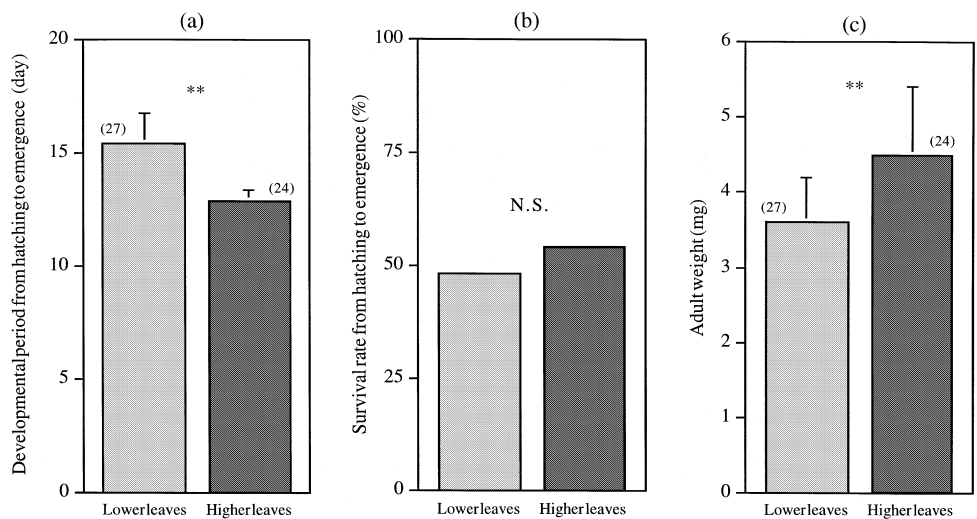 (a)
Developmental period from hatching to emergence (day)
20
15
10
5
0
**
(27)
(24)
Lower leaves
Higher leaves
(b)
Survival rate from hatching to emergence (%)
100
75
50
25
0
N.S.
Lower leaves
Higher leaves
(c)
Adult weight (mg)
6
5
4
3
2
1
0
**
(27)
(24)
Lower leaves
Higher leaves